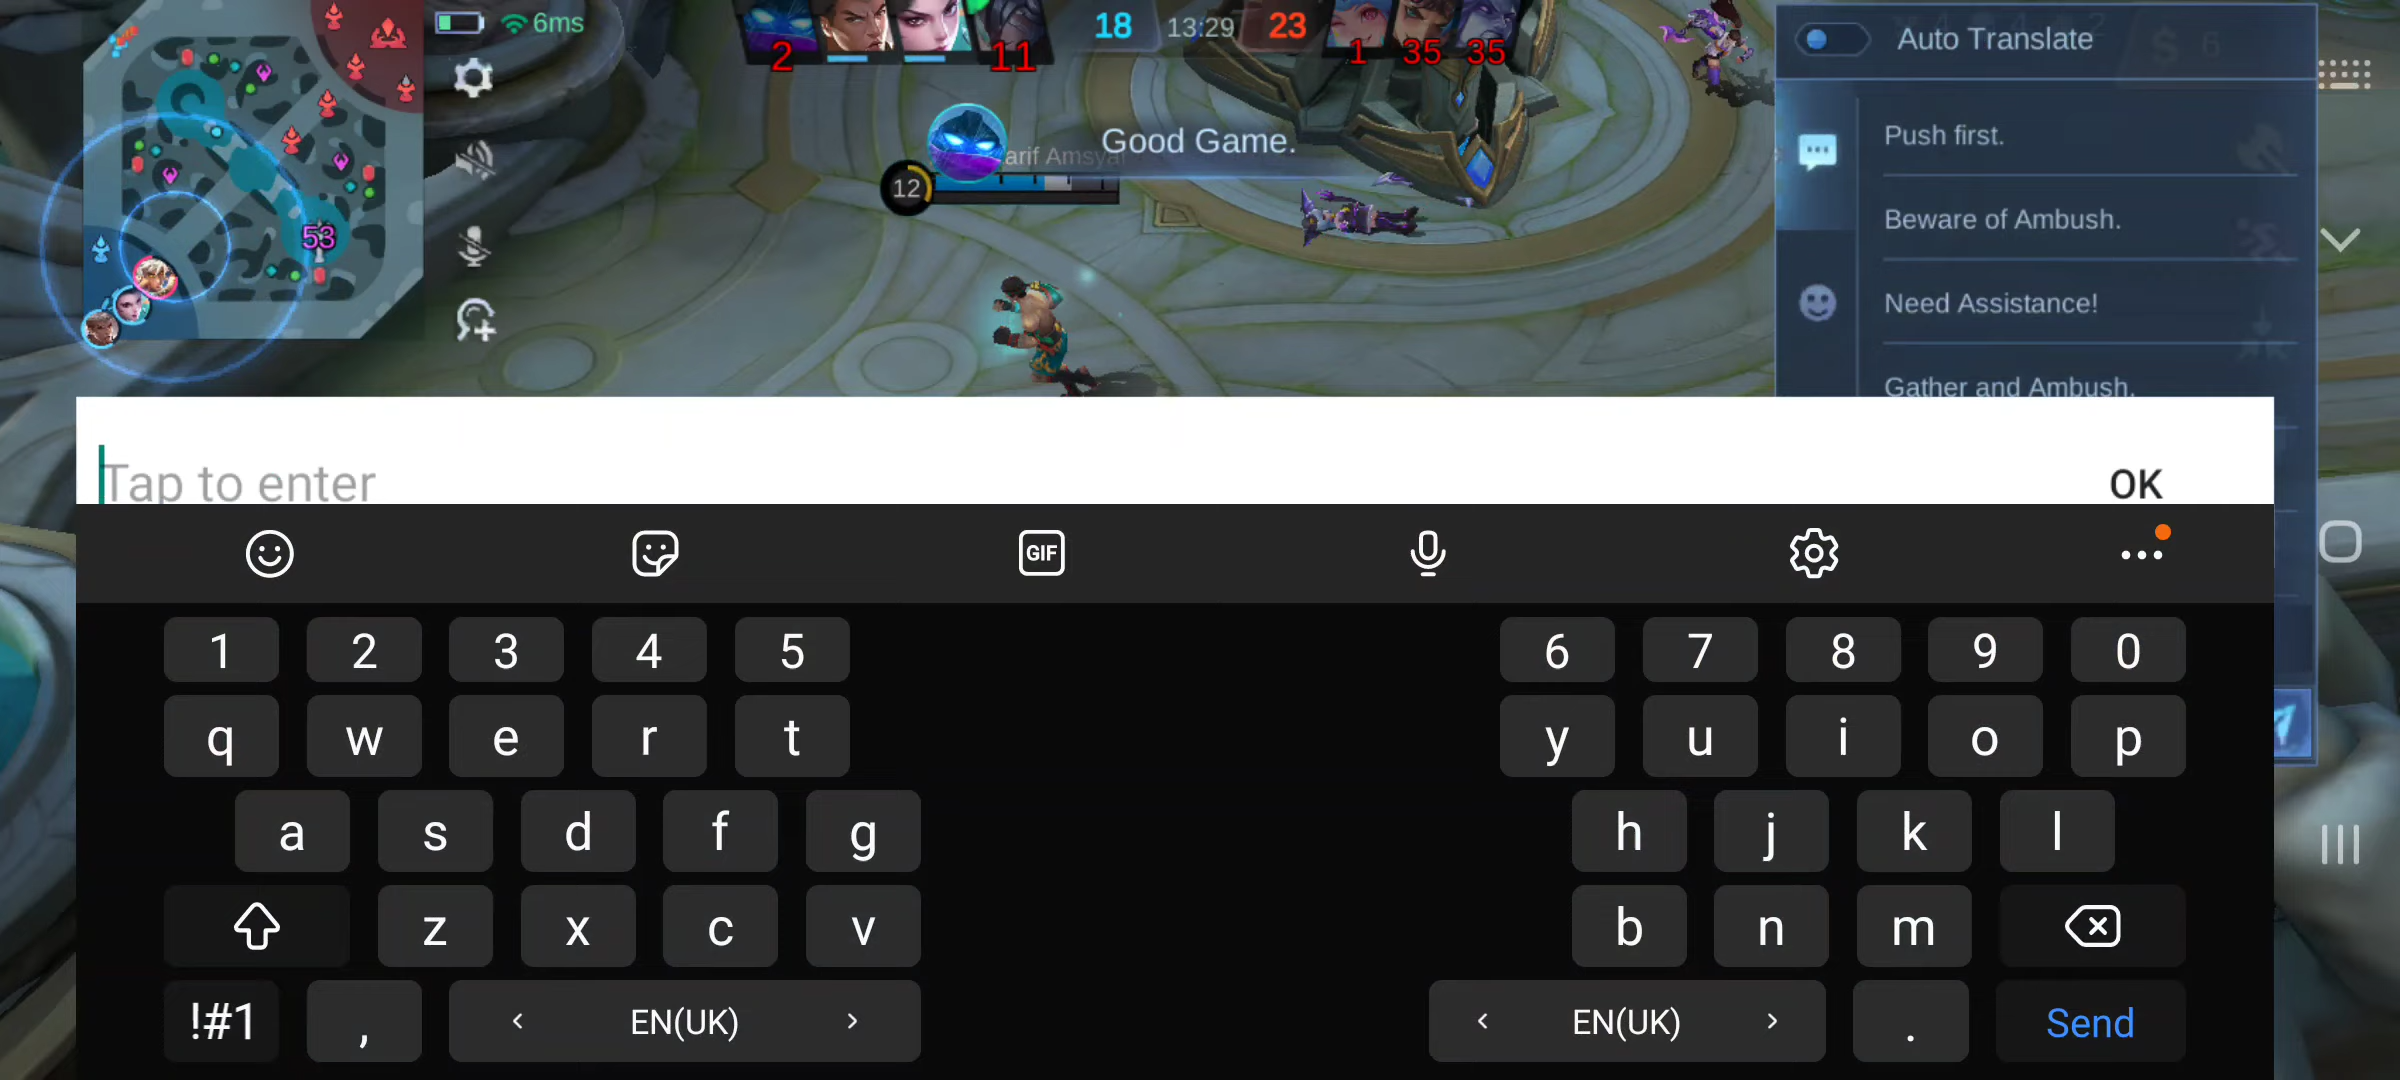 6ms
18 13:29 23
2 11 1 35 35
Auto Translate
Good Game.
arif Amsya
12
53
Push first.
Beware of Ambush.
Need Assistance!
Gather and Ambush.
Tap to enter
OK
GIF
1 2 3 4 5 6 7 8 9 0
q w e r t y u i o p
a s d f g h j k l
z x c v b n m
!#1 , < EN(UK) > < EN(UK) > . Send